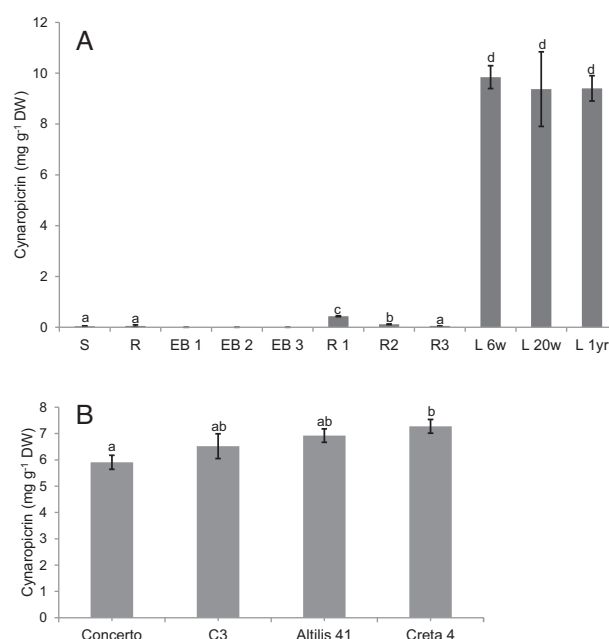 A
Cynaropicrin (mg g-1 DW)
12
10
8
6
4
2
0
a a c b a d d d
S R EB 1 EB 2 EB 3 R 1 R2 R3 L 6w L 20w L 1yr
B
Cynaropicrin (mg g-1 DW)
8
7
6
5
4
3
2
1
0
a ab ab b
Concerto C3 Altilis 41 Creta 4